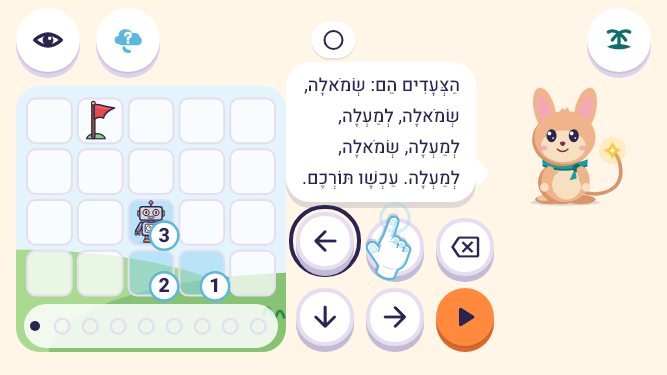 הַצְּעָדִים הֵם: שְׂמֹאלָה,
שְׂמֹאלָה, לְמַעְלָה,
לְמַעְלָה, שְׂמֹאלָה,
לְמַעְלָה. עַכְשָׁו תּוֹרְכֶם.
3
2
1
?